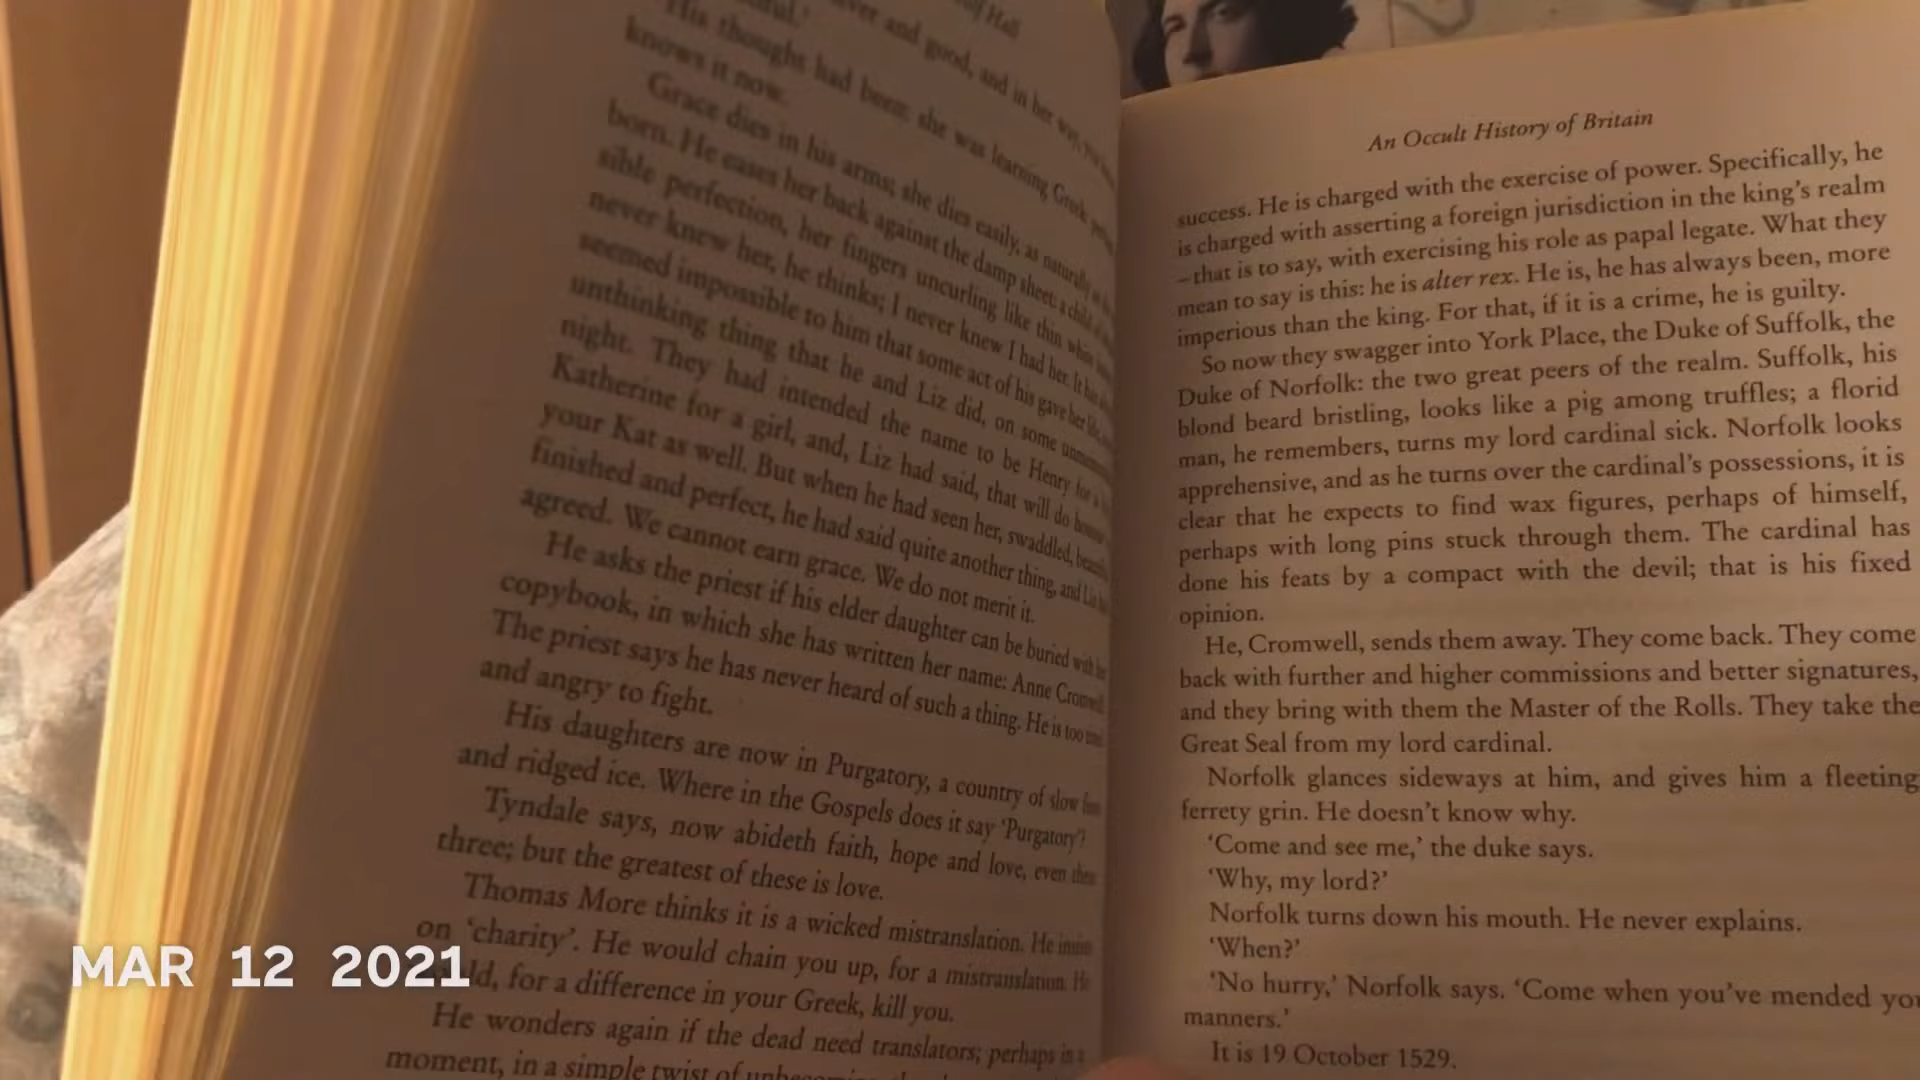 Hall
ever and good, and in her way,
His thought had been: she was learning Greek
knows it now.
Grace dies in his arms; she dies easily, as naturally as
born. He eases her back against the damp sheet: a child of
sible perfection, her fingers uncurling like thin white
never knew her, he thinks; I never knew I had her. It has
seemed impossible to him that some act of his gave her life,
unthinking thing that he and Liz did, on some
night. They had intended the name to be Henry for a
Katherine for a girl, and, Liz had said, that will do
your Kat as well. But when he had seen her, swaddled,
finished and perfect, he had said quite another thing, and Liz
agreed. We cannot earn grace. We do not merit it.
He asks the priest if his elder daughter can be buried with her
copybook, in which she has written her name: Anne Cromwell.
The priest says he has never heard of such a thing. He is too
and angry to fight.
His daughters are now in Purgatory, a country of slow
and ridged ice. Where in the Gospels does it say ‘Purgatory’?
Tyndale says, now abideth faith, hope and love, even these
three; but the greatest of these is love.
Thomas More thinks it is a wicked mistranslation. He insists
on ‘charity’. He would chain you up, for a mistranslation. He
for a difference in your Greek, kill you.
He wonders again if the dead need translators; perhaps in a
moment, in a simple twist of
An Occult History of Britain
success. He is charged with the exercise of power. Specifically, he
is charged with asserting a foreign jurisdiction in the king’s realm
– that is to say, with exercising his role as papal legate. What they
mean to say is this: he is alter rex. He is, he has always been, more
imperious than the king. For that, if it is a crime, he is guilty.
So now they swagger into York Place, the Duke of Suffolk, the
Duke of Norfolk: the two great peers of the realm. Suffolk, his
blond beard bristling, looks like a pig among truffles; a florid
man, he remembers, turns my lord cardinal sick. Norfolk looks
apprehensive, and as he turns over the cardinal’s possessions, it is
clear that he expects to find wax figures, perhaps of himself,
perhaps with long pins stuck through them. The cardinal has
done his feats by a compact with the devil; that is his fixed
opinion.
He, Cromwell, sends them away. They come back. They come
back with further and higher commissions and better signatures,
and they bring with them the Master of the Rolls. They take the
Great Seal from my lord cardinal.
Norfolk glances sideways at him, and gives him a fleeting
ferrety grin. He doesn’t know why.
‘Come and see me,’ the duke says.
‘Why, my lord?’
Norfolk turns down his mouth. He never explains.
‘When?’
‘No hurry,’ Norfolk says. ‘Come when you’ve mended your
manners.’
It is 19 October 1529.
MAR 12 2021